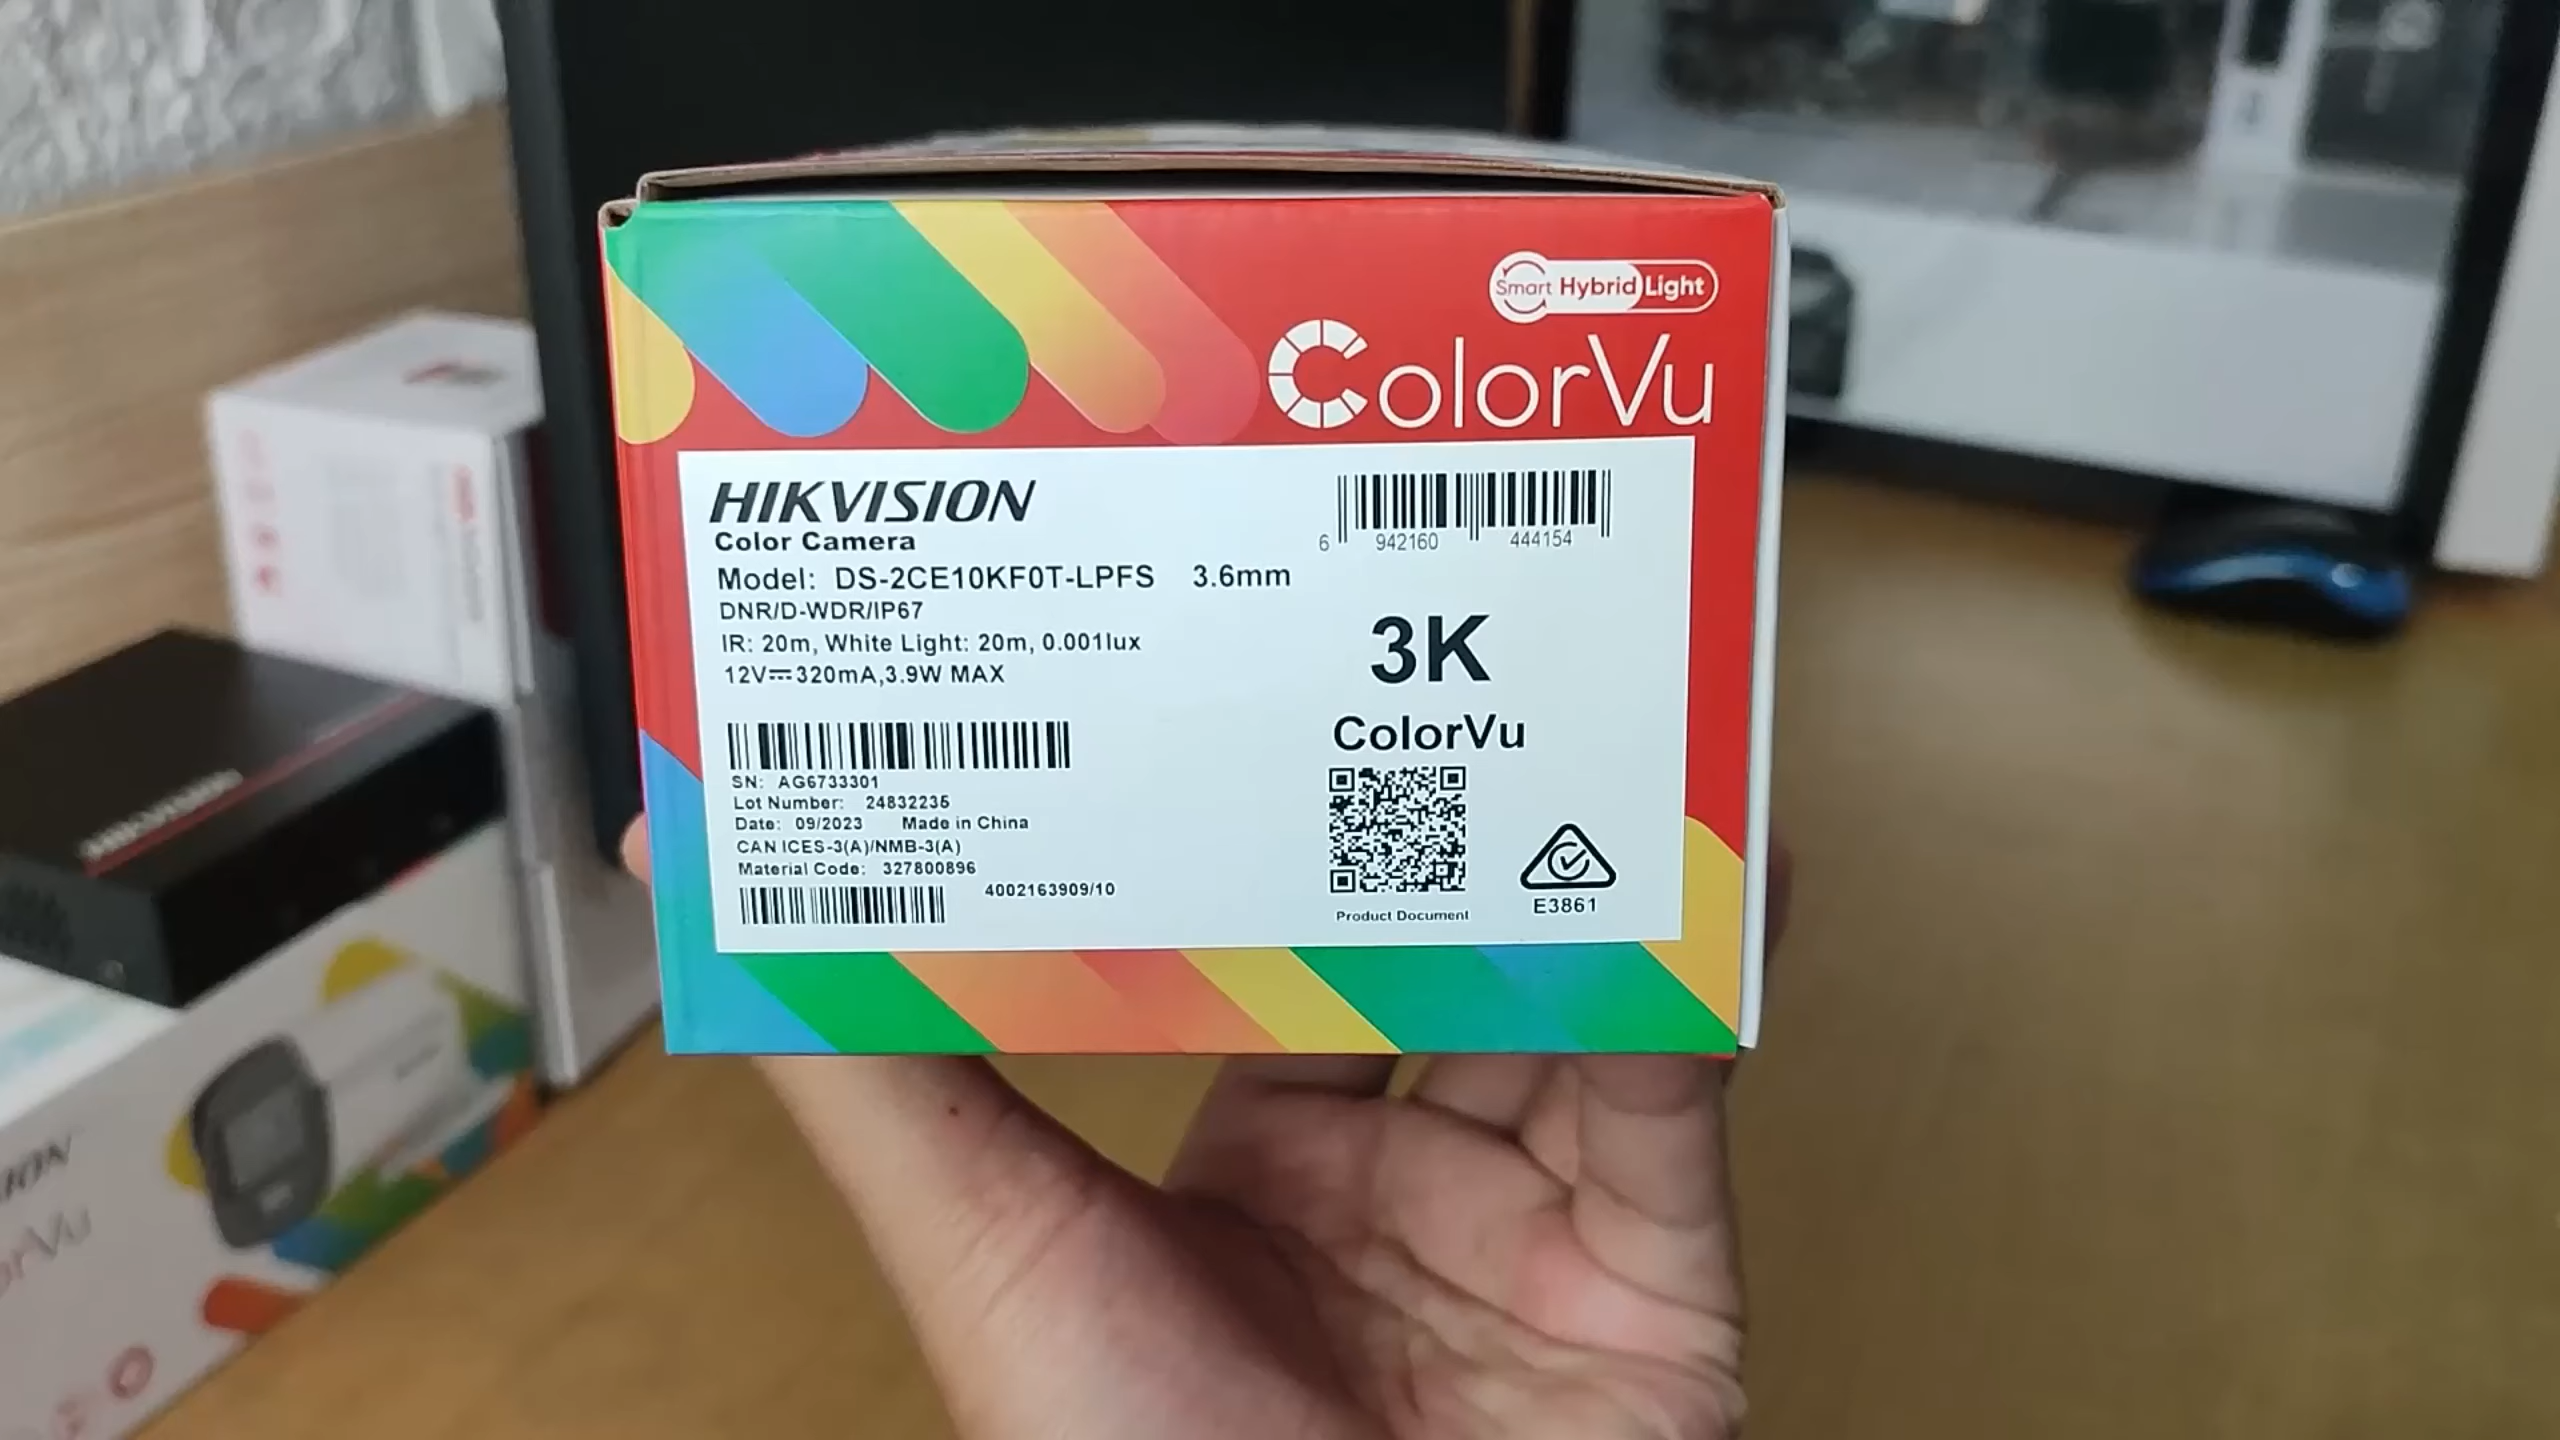 Smart Hybrid Light
ColorVu
HIKVISION
Color Camera
Model: DS-2CE10KF0T-LPFS 3.6mm
DNR/D-WDR/IP67
IR: 20m, White Light: 20m, 0.001lux
12V⎓320mA,3.9W MAX
6 942160 444154
3K
ColorVu
SN: AG6733301
Lot Number: 24832235
Date: 09/2023 Made in China
CAN ICES-3(A)/NMB-3(A)
Material Code: 327800896
4002163909/10
Product Document
E3861
HIKVISION